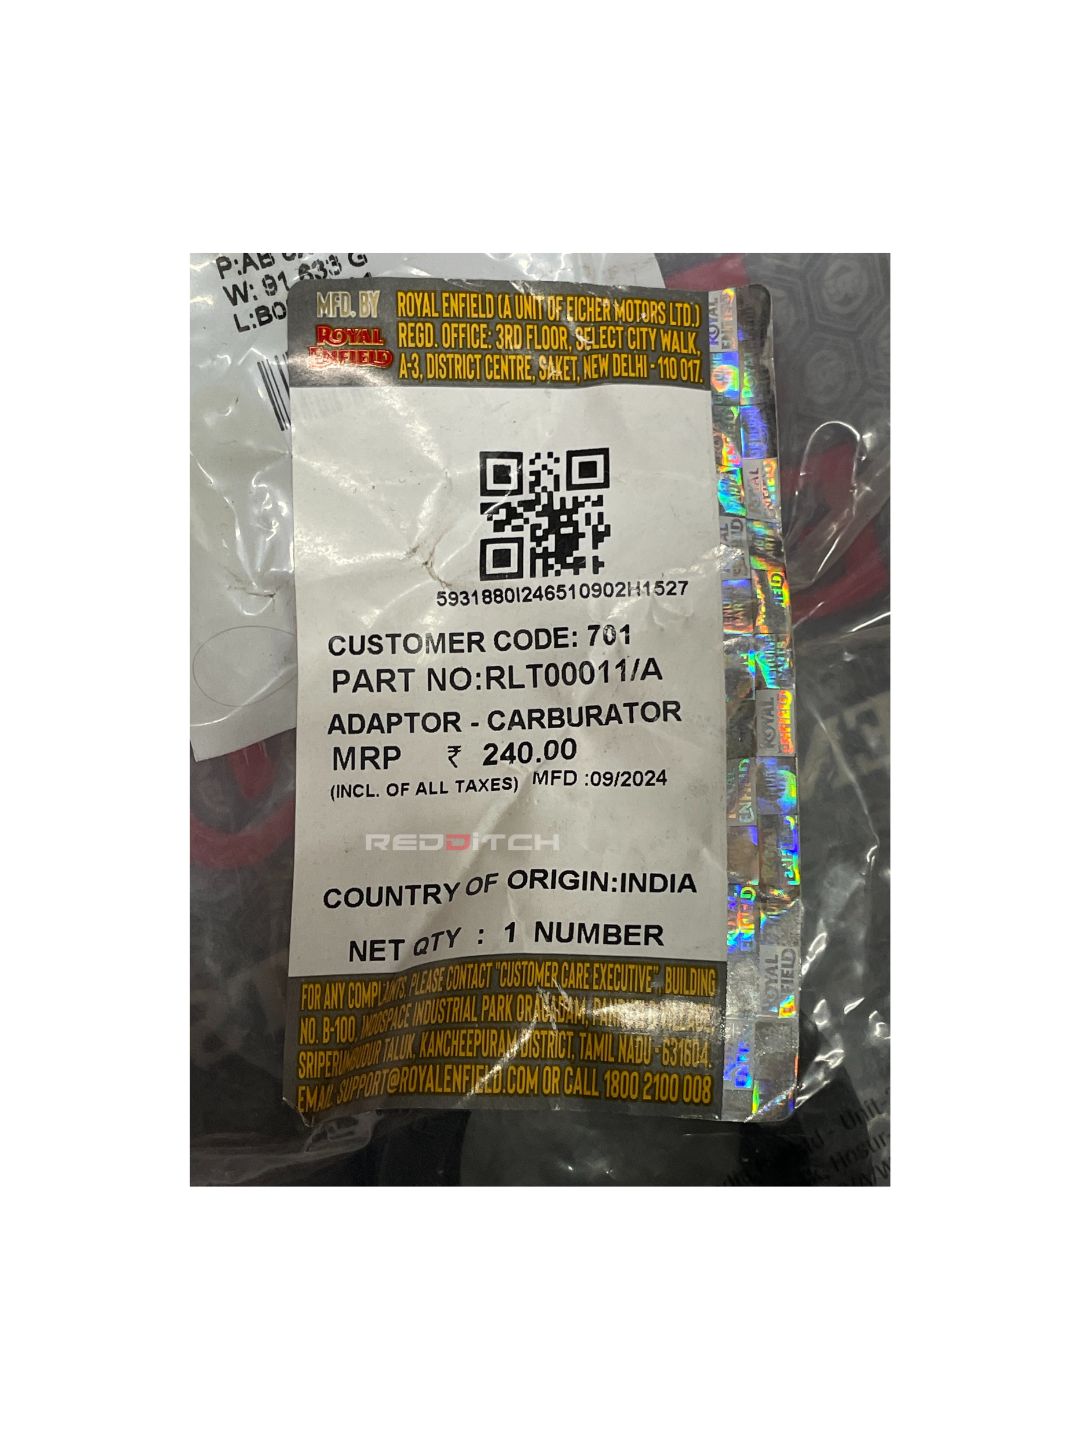 W: 91.633 G
MFD. BY
ROYAL
ENFIELD
ROYAL ENFIELD (A UNIT OF EICHER MOTORS LTD.)
REGD. OFFICE: 3RD FLOOR, SELECT CITY WALK,
A-3, DISTRICT CENTRE, SAKET, NEW DELHI - 110 017.
5931880I246510902H1527
CUSTOMER CODE: 701
PART NO:RLT00011/A
ADAPTOR - CARBURATOR
MRP ₹ 240.00
(INCL. OF ALL TAXES) MFD :09/2024
REDDITCH
COUNTRY OF ORIGIN:INDIA
NET QTY : 1 NUMBER
FOR ANY COMPLAINTS, PLEASE CONTACT "CUSTOMER CARE EXECUTIVE", BUILDING
NO. B-100, INDOSPACE INDUSTRIAL PARK ORAGADAM,
SRIPERUMBUDUR TALUK, KANCHEEPURAM DISTRICT, TAMIL NADU - 631604.
EMAIL SUPPORT@ROYALENFIELD.COM OR CALL 1800 2100 008
ROYAL
ENFIELD